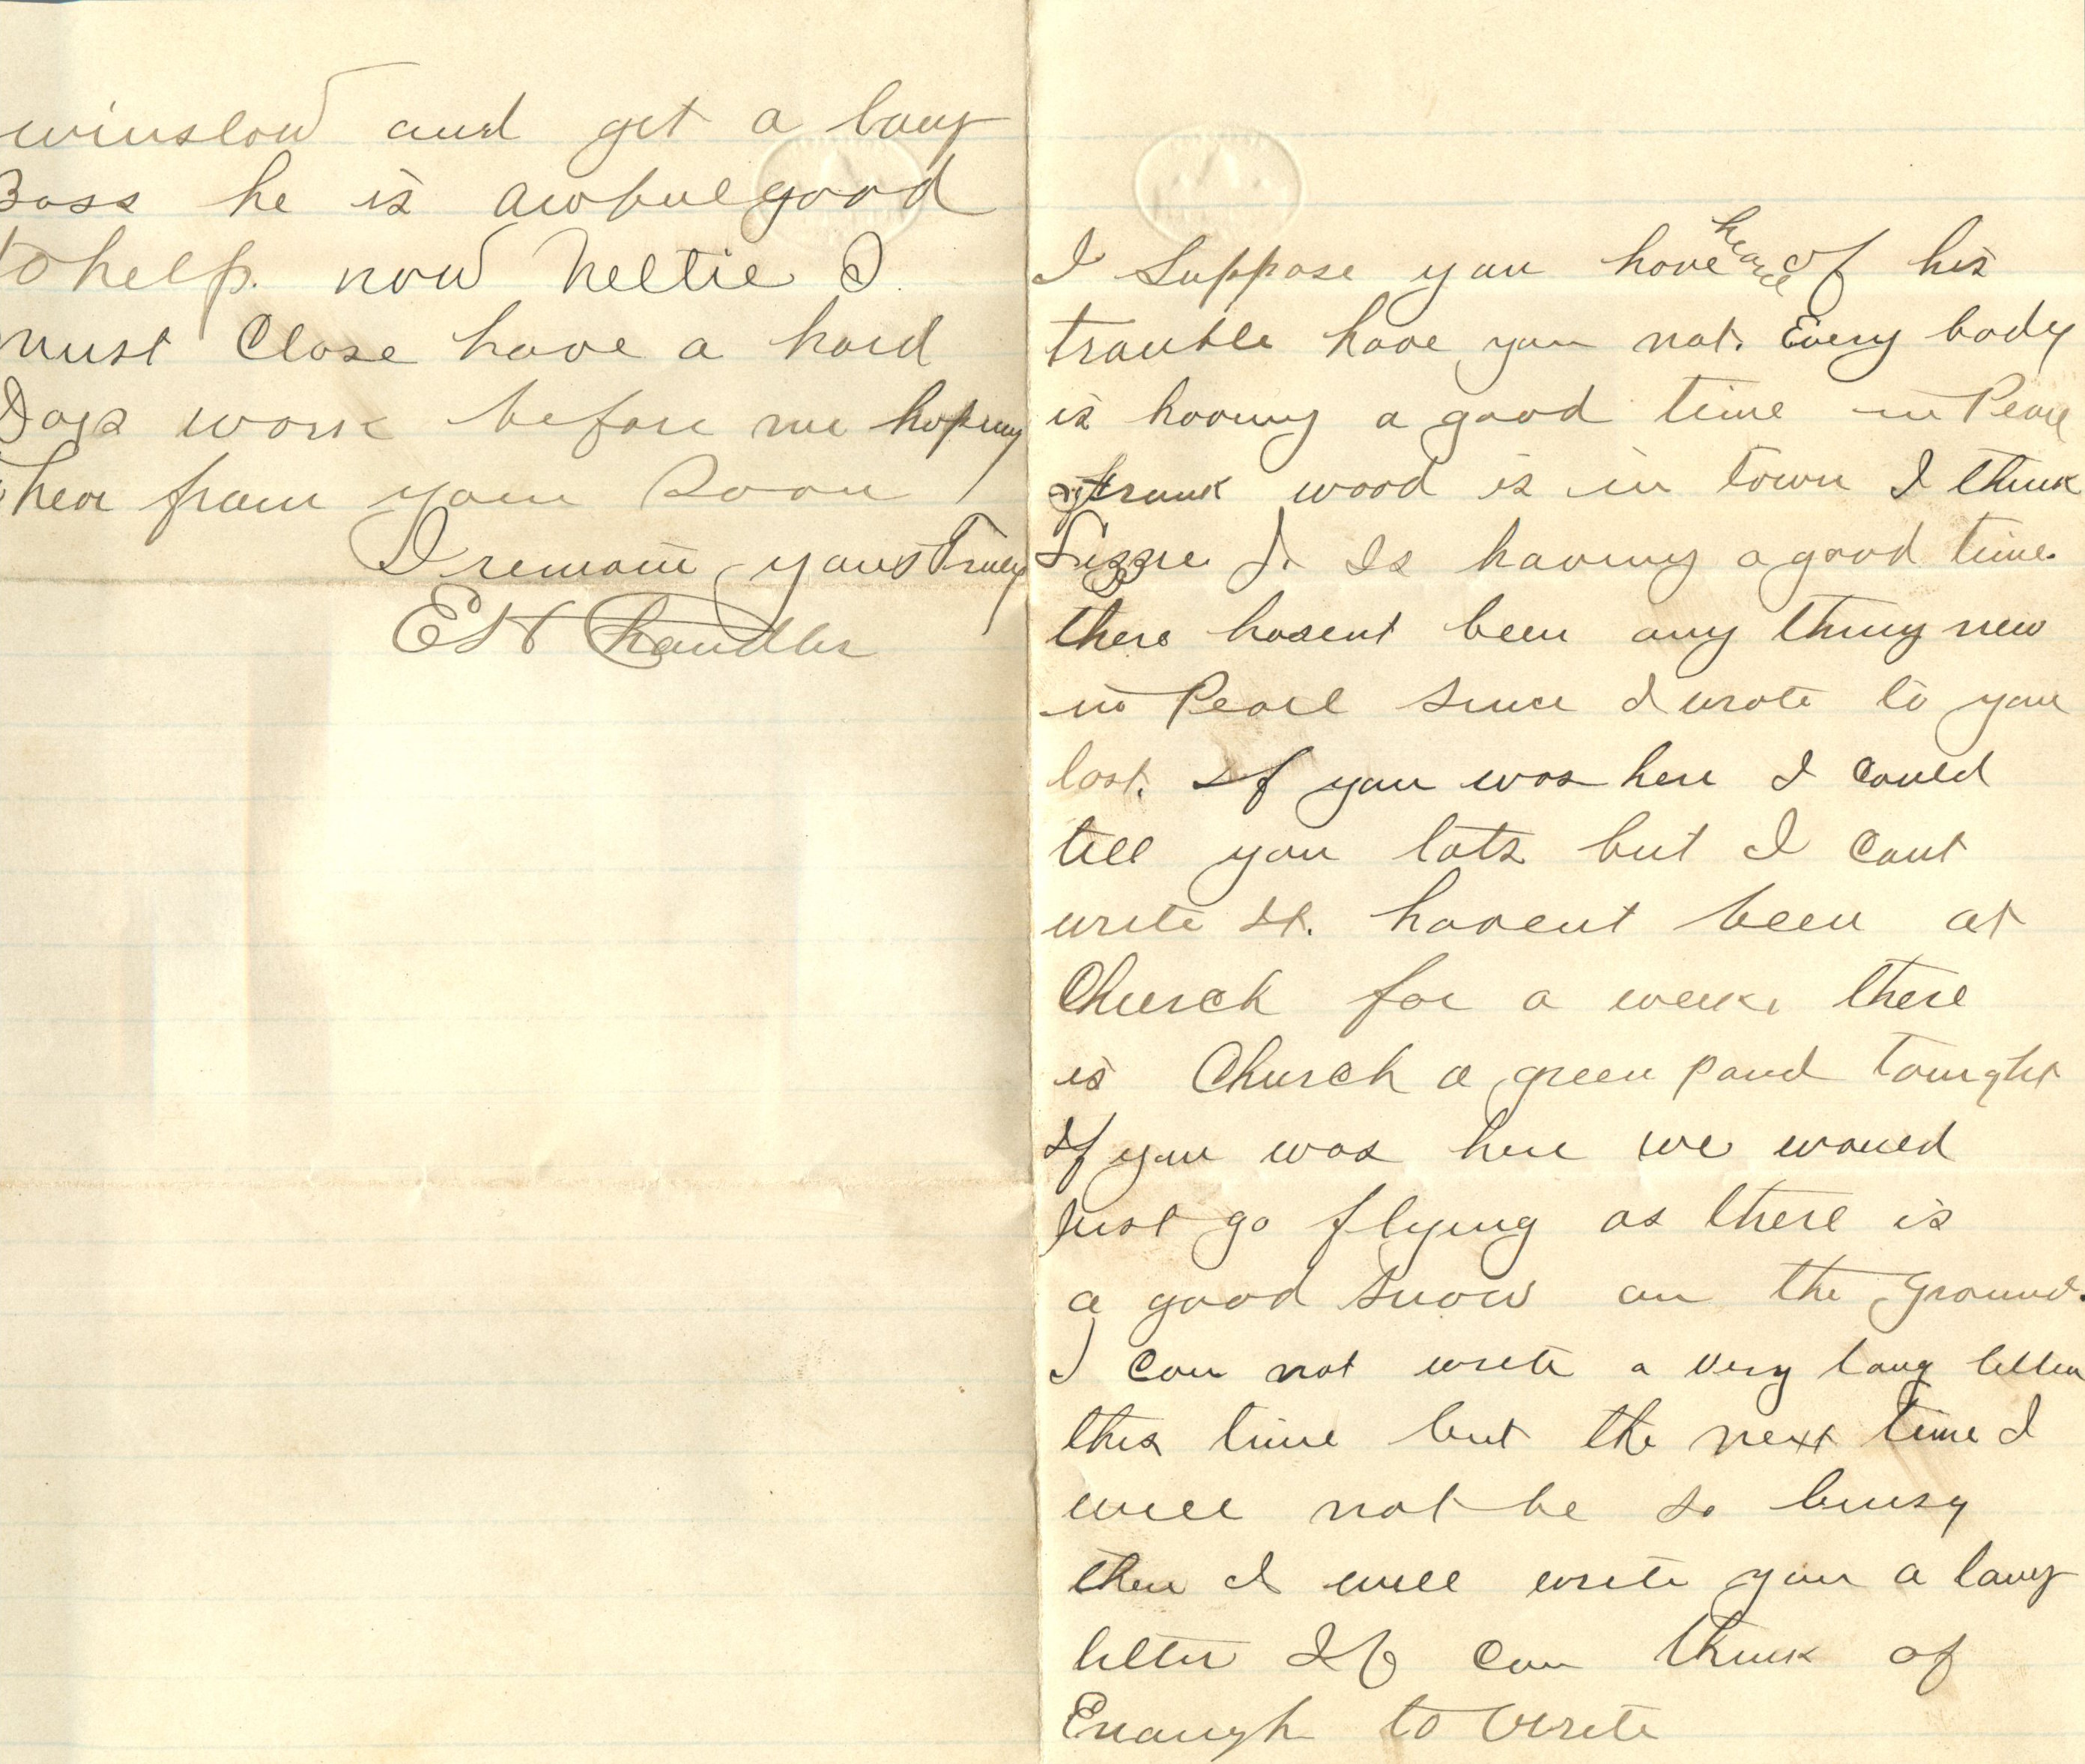 winslow and get a long
Boss he is awful good
to help. now Nettie I
must Close have a hard
Days work before me hoping
hear from you Soon
I remain yours Truly
E H Chandler
I Suppose you have heard of his
trouble have you not. Every body
is having a good time in Pearl
frank wood is in town I think
Lizzie J. Is having a good time.
there hasent been any thing new
in Pearl Since I wrote to you
last. If you was here I Could
tell you lots but I Cant
write It. havent been at
Church for a week, there
is Church a green pond tonight
If you was here we would
Just go flying as there is
a good Snow on the Ground.
I Can not write a Very long letter
this time but the next time I
will not be so buisy
then I will write you a long
letter If Can think of
Enough to Write